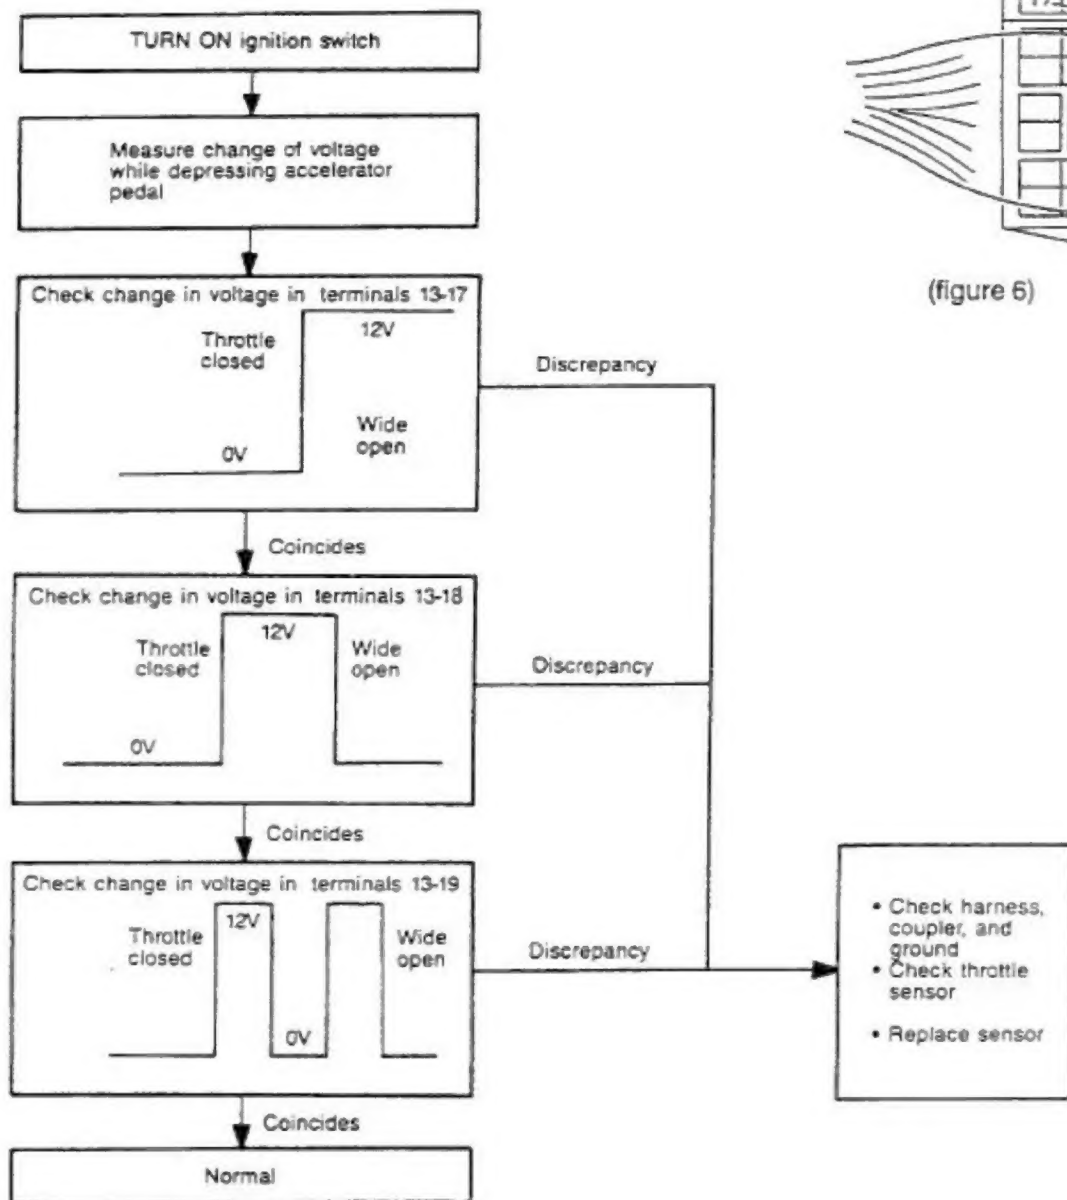 TURN ON ignition switch
Measure change of voltage
while depressing accelerator
pedal
Check change in voltage in terminals 13-17
Throttle
closed
12V
Wide
open
0V
Discrepancy
Coincides
Check change in voltage in terminals 13-18
Throttle
closed
12V
Wide
open
0V
Discrepancy
Coincides
Check change in voltage in terminals 13-19
Throttle
closed
12V
Wide
open
0V
Discrepancy
Coincides
Normal
• Check harness,
coupler, and
ground
• Check throttle
sensor
• Replace sensor
(figure 6)